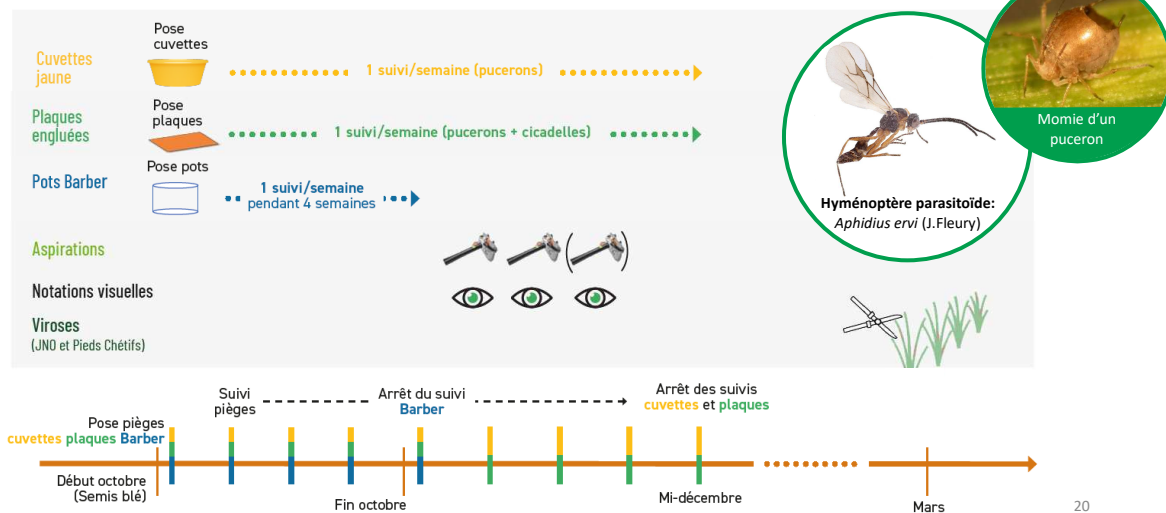 Pose
cuvettes
Cuvettes
jaune
1 suivi/semaine (pucerons)
Pose
plaques
Plaques
engluées
1 suivi/semaine (pucerons + cicadelles)
Pose pots
Pots Barber
1 suivi/semaine
pendant 4 semaines
Aspirations
Notations visuelles
Viroses
(JNO et Pieds Chétifs)
Momie d'un
puceron
Hyménoptère parasitoïde:
Aphidius ervi (J.Fleury)
Suivi
pièges
Arrêt du suivi
Barber
Arrêt des suivis
cuvettes et plaques
Pose pièges
cuvettes plaques Barber
Début octobre
(Semis blé)
Fin octobre
Mi-décembre
Mars
20